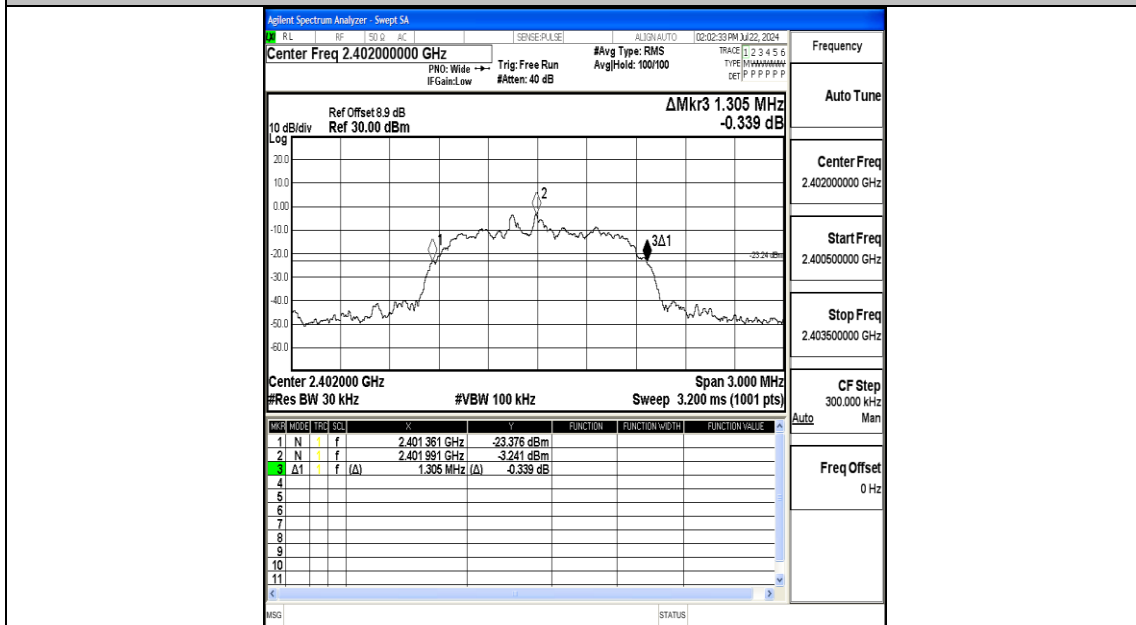 Agilent Spectrum Analyzer - Swept SA
RL RF 50 Ω AC SENSE:PULSE ALIGN AUTO 02:02:33 PM Jul 22, 2024
Center Freq 2.402000000 GHz
PNO: Wide
IFGain:Low
Trig: Free Run
#Atten: 40 dB
#Avg Type: RMS
Avg|Hold: 100/100
TRACE 1 2 3 4 5 6
TYPE M
DET P P P P P P
Frequency
Auto Tune
Center Freq
2.402000000 GHz
Start Freq
2.400500000 GHz
Stop Freq
2.403500000 GHz
CF Step
300.000 kHz
Auto Man
Freq Offset
0 Hz
ΔMkr3 1.305 MHz
-0.339 dB
Ref Offset 8.9 dB
10 dB/div Ref 30.00 dBm
Log
20.0
10.0
0.00
-10.0
-20.0
-30.0
-40.0
-50.0
-60.0
1
2
3Δ1
-23.24 dBm
Center 2.402000 GHz Span 3.000 MHz
#Res BW 30 kHz #VBW 100 kHz Sweep 3.200 ms (1001 pts)
MKR MODE TRC SCL X Y FUNCTION FUNCTION WIDTH FUNCTION VALUE
1 N 1 f 2.401 361 GHz -23.376 dBm
2 N 1 f 2.401 991 GHz -3.241 dBm
3 Δ1 1 f (Δ) 1.305 MHz (Δ) -0.339 dB
4
5
6
7
8
9
10
11
MSG STATUS